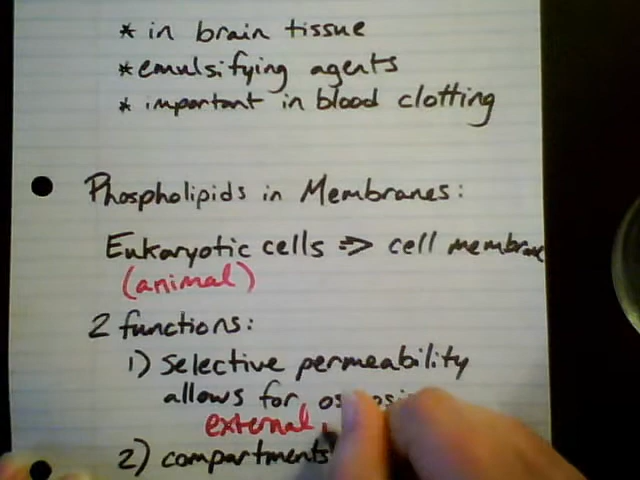 * in brain tissue
* emulsifying agents
* important in blood clotting
Phospholipids in Membranes:
Eukaryotic cells => cell membrane
(animal)
2 functions:
1) selective permeability
allows for
external
2) compartments